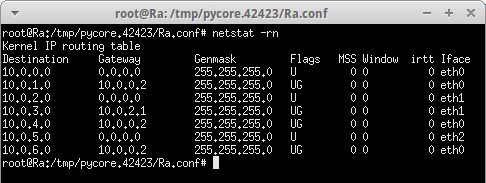 root@Ra: /tmp/pycore.42423/Ra.conf
root@Ra:/tmp/pycore.42423/Ra.conf# netstat -rn
Kernel IP routing table
Destination Gateway Genmask Flags MSS Window irtt Iface
10.0.0.0 0.0.0.0 255.255.255.0 U 0 0 0 eth0
10.0.1.0 10.0.0.2 255.255.255.0 UG 0 0 0 eth0
10.0.2.0 0.0.0.0 255.255.255.0 U 0 0 0 eth1
10.0.3.0 10.0.2.1 255.255.255.0 UG 0 0 0 eth1
10.0.4.0 10.0.0.2 255.255.255.0 UG 0 0 0 eth0
10.0.5.0 0.0.0.0 255.255.255.0 U 0 0 0 eth2
10.0.6.0 10.0.0.2 255.255.255.0 UG 0 0 0 eth0
root@Ra:/tmp/pycore.42423/Ra.conf#